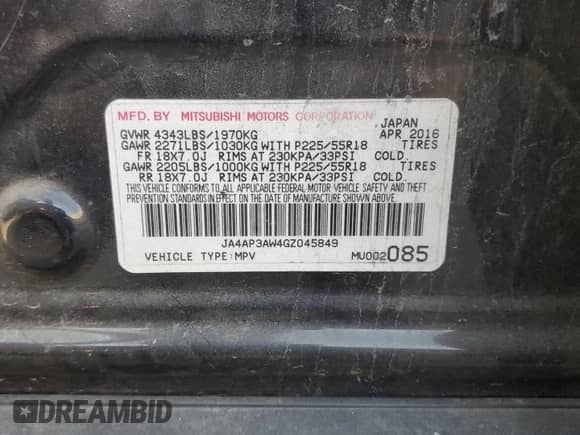 MFD. BY MITSUBISHI MOTORS CORPORATION
, JAPAN
GVWR 4343LBS/1970KG APR 2016
GAWR 2271LBS/1030KG WITH P225/55R18 TIRES
FR 18X7.0J RIMS AT 230KPA/33PSI COLD.
GAWR 2205LBS/1000KG WITH P225/55R18 TIRES
RR 18X7.0J RIMS AT 230KPA/33PSI COLD.
THIS VEHICLE CONFORMS TO ALL APPLICABLE FEDERAL MOTOR VEHICLE SAFETY AND THEFT
PREVENTION STANDARDS IN EFFECT ON THE DATE OF MANUFACTURE SHOWN ABOVE.
JA4AP3AW4GZ045849
VEHICLE TYPE:MPV MU002 085
DREAMBID